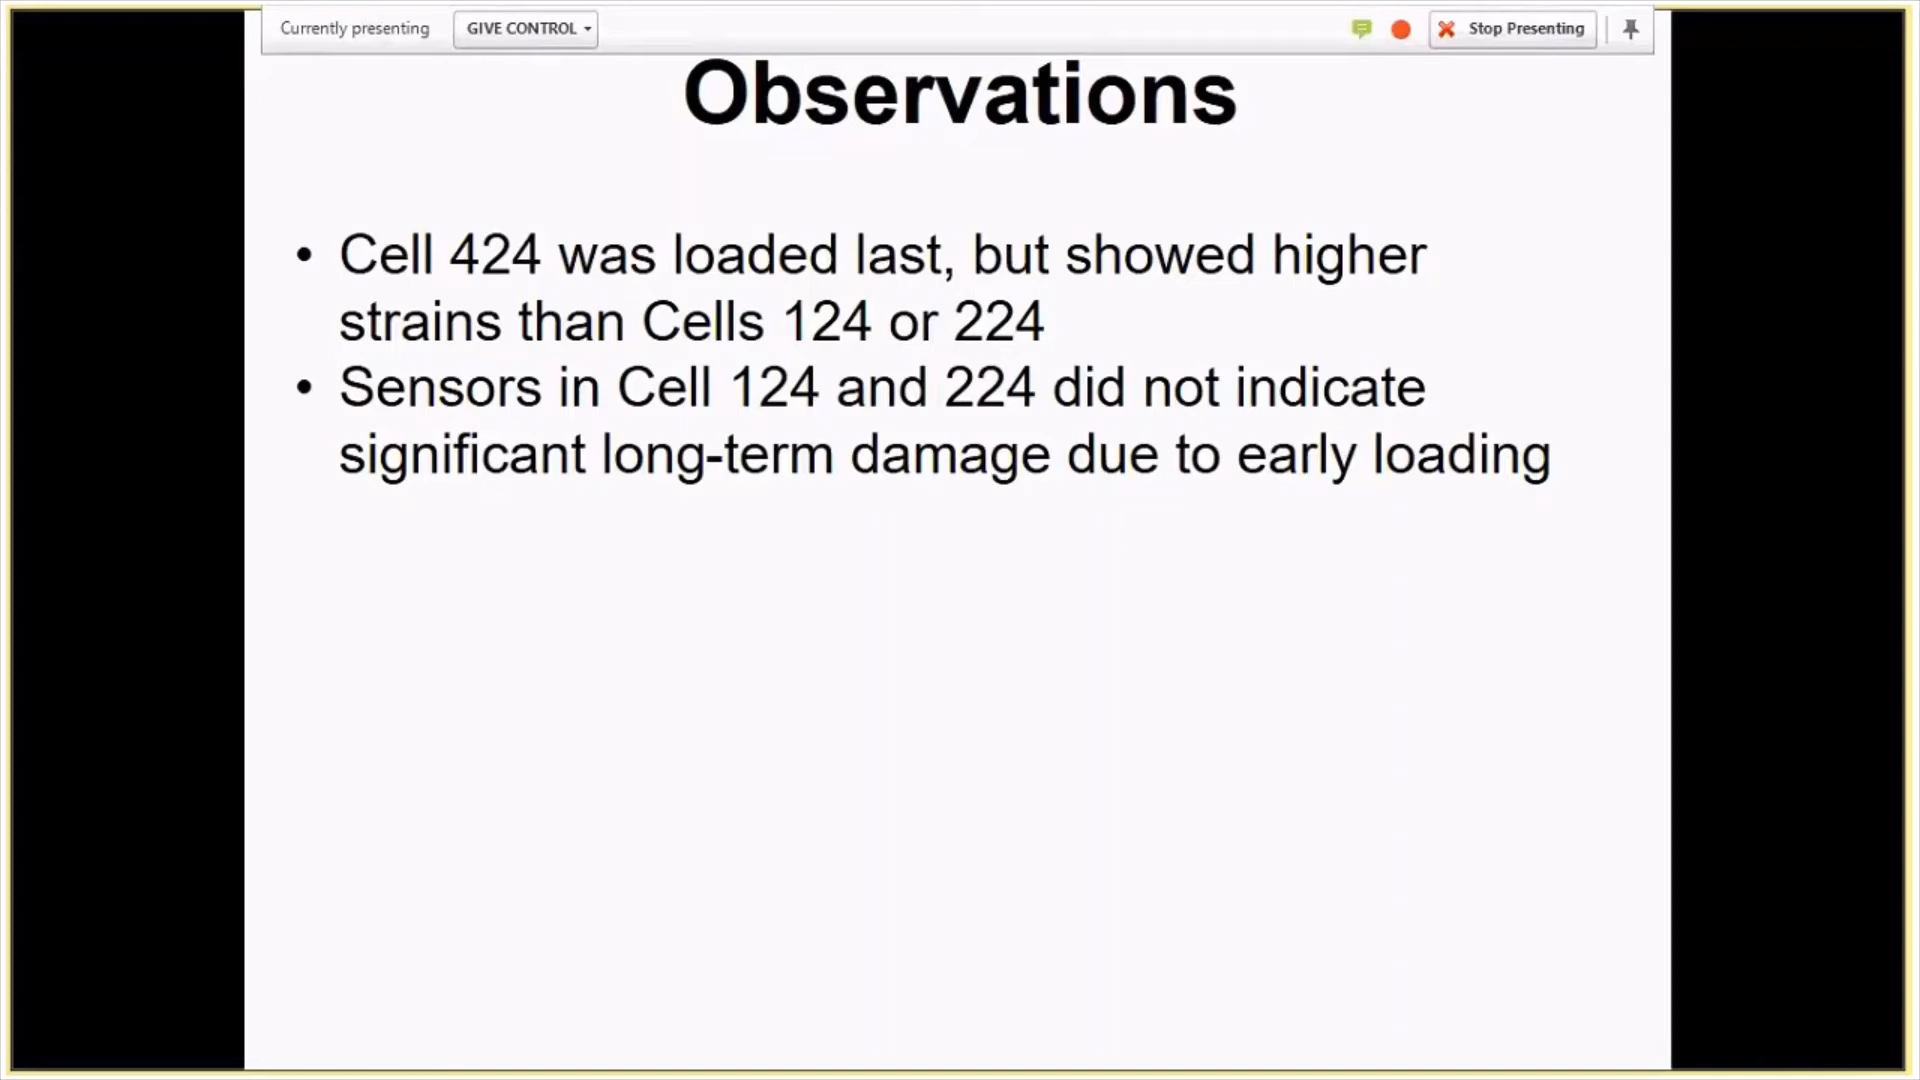 Currently presenting GIVE CONTROL Stop Presenting
Observations
• Cell 424 was loaded last, but showed higher
strains than Cells 124 or 224
• Sensors in Cell 124 and 224 did not indicate
significant long-term damage due to early loading